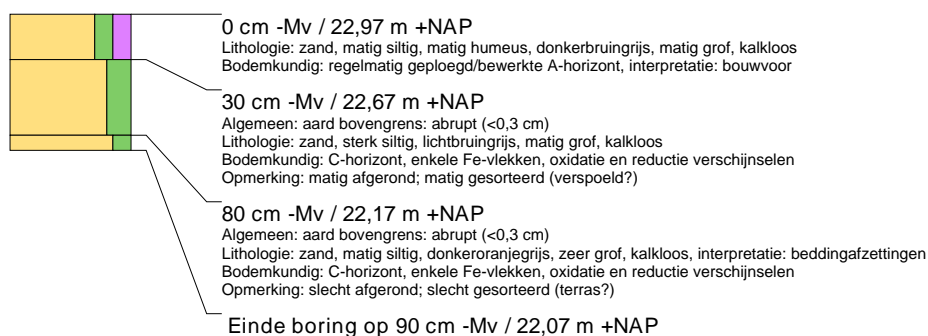 0 cm -Mv / 22,97 m +NAP
Lithologie: zand, matig siltig, matig humeus, donkerbruingrijs, matig grof, kalkloos
Bodemkundig: regelmatig geploegd/bewerkte A-horizont, interpretatie: bouwvoor
30 cm -Mv / 22,67 m +NAP
Algemeen: aard bovengrens: abrupt (<0,3 cm)
Lithologie: zand, sterk siltig, lichtbruingrijs, matig grof, kalkloos
Bodemkundig: C-horizont, enkele Fe-vlekken, oxidatie en reductie verschijnselen
Opmerking: matig afgerond; matig gesorteerd (verspoeld?)
80 cm -Mv / 22,17 m +NAP
Algemeen: aard bovengrens: abrupt (<0,3 cm)
Lithologie: zand, matig siltig, donkeroranjegrijs, zeer grof, kalkloos, interpretatie: beddingafzettingen
Bodemkundig: C-horizont, enkele Fe-vlekken, oxidatie en reductie verschijnselen
Opmerking: slecht afgerond; slecht gesorteerd (terras?)
Einde boring op 90 cm -Mv / 22,07 m +NAP